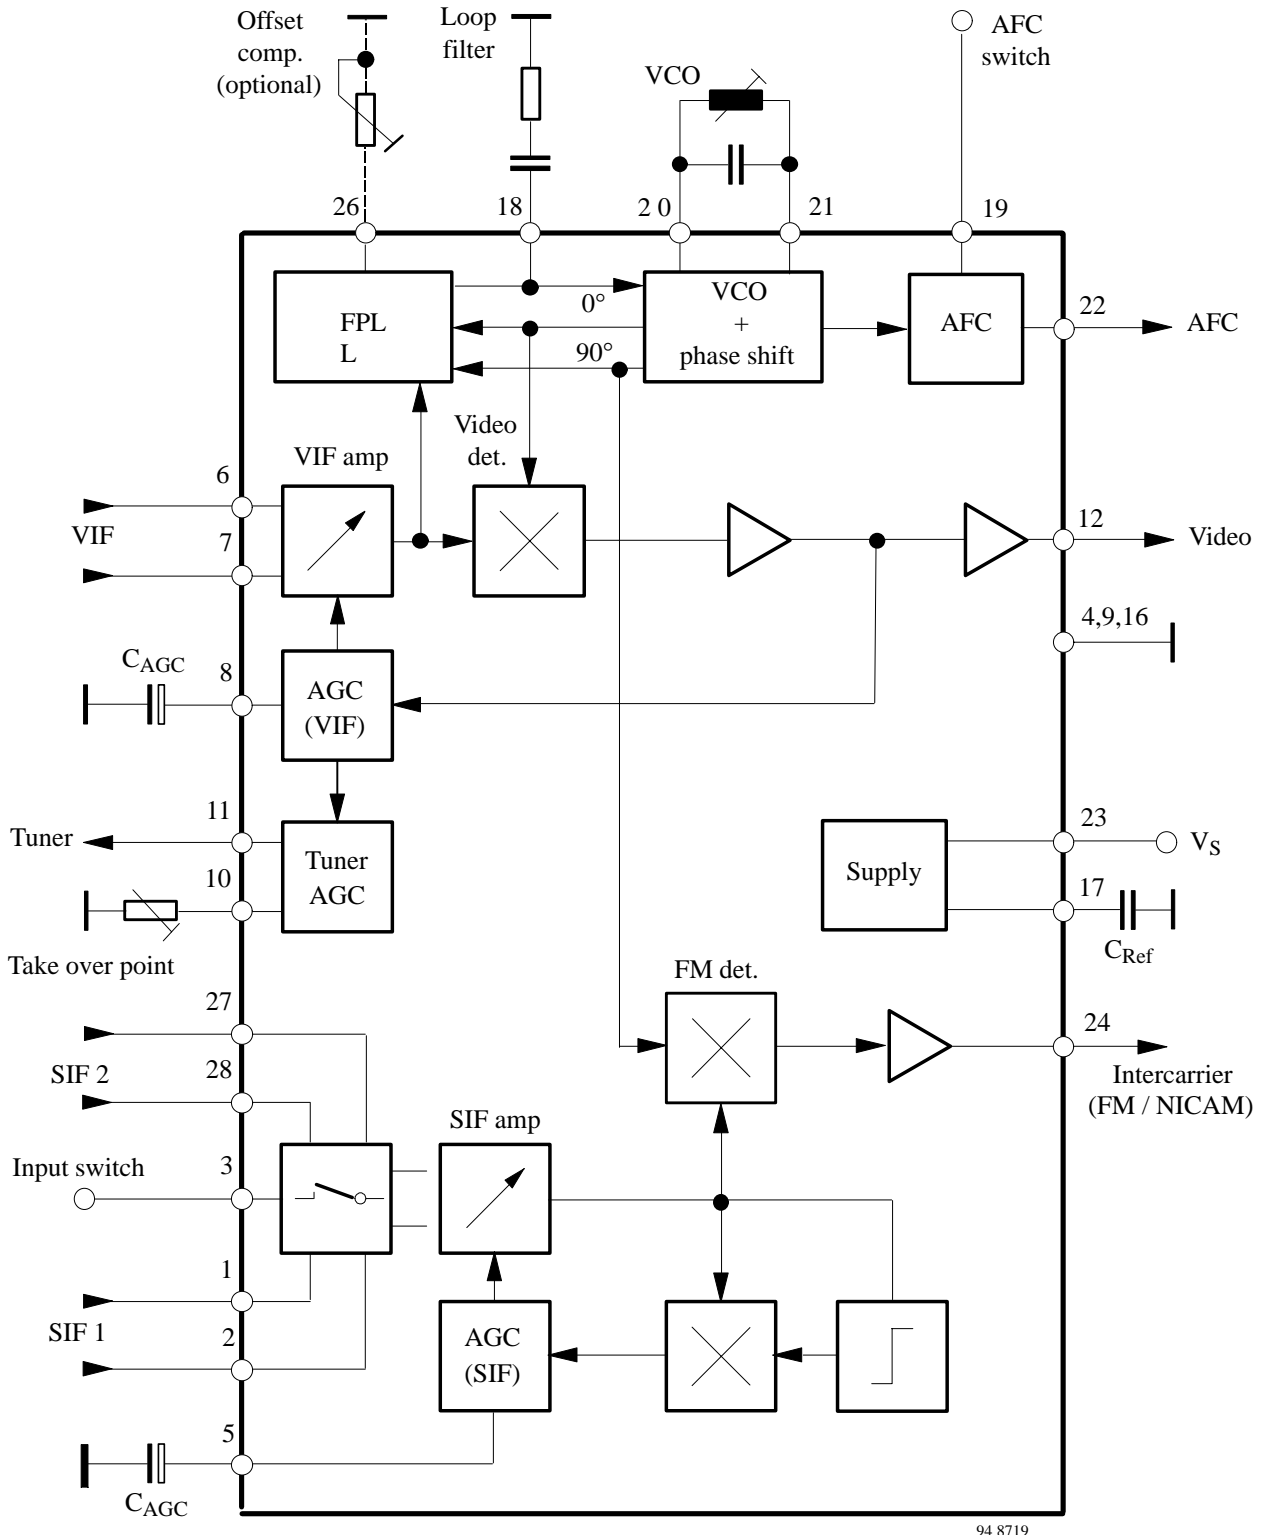 Offset
comp.
(optional)
Loop
filter
VCO
AFC
switch
26
18
2 0
21
19
FPL
L
0°
90°
VCO
+
phase shift
AFC
22
AFC
Video
det.
VIF amp
6
VIF
7
12
Video
4,9,16
CAGC
8
AGC
(VIF)
11
Tuner
10
Tuner
AGC
Take over point
Supply
23
VS
17
CRef
FM det.
27
SIF 2
28
24
Intercarrier
(FM / NICAM)
SIF amp
Input switch
3
1
SIF 1
2
AGC
(SIF)
5
CAGC
94 8719